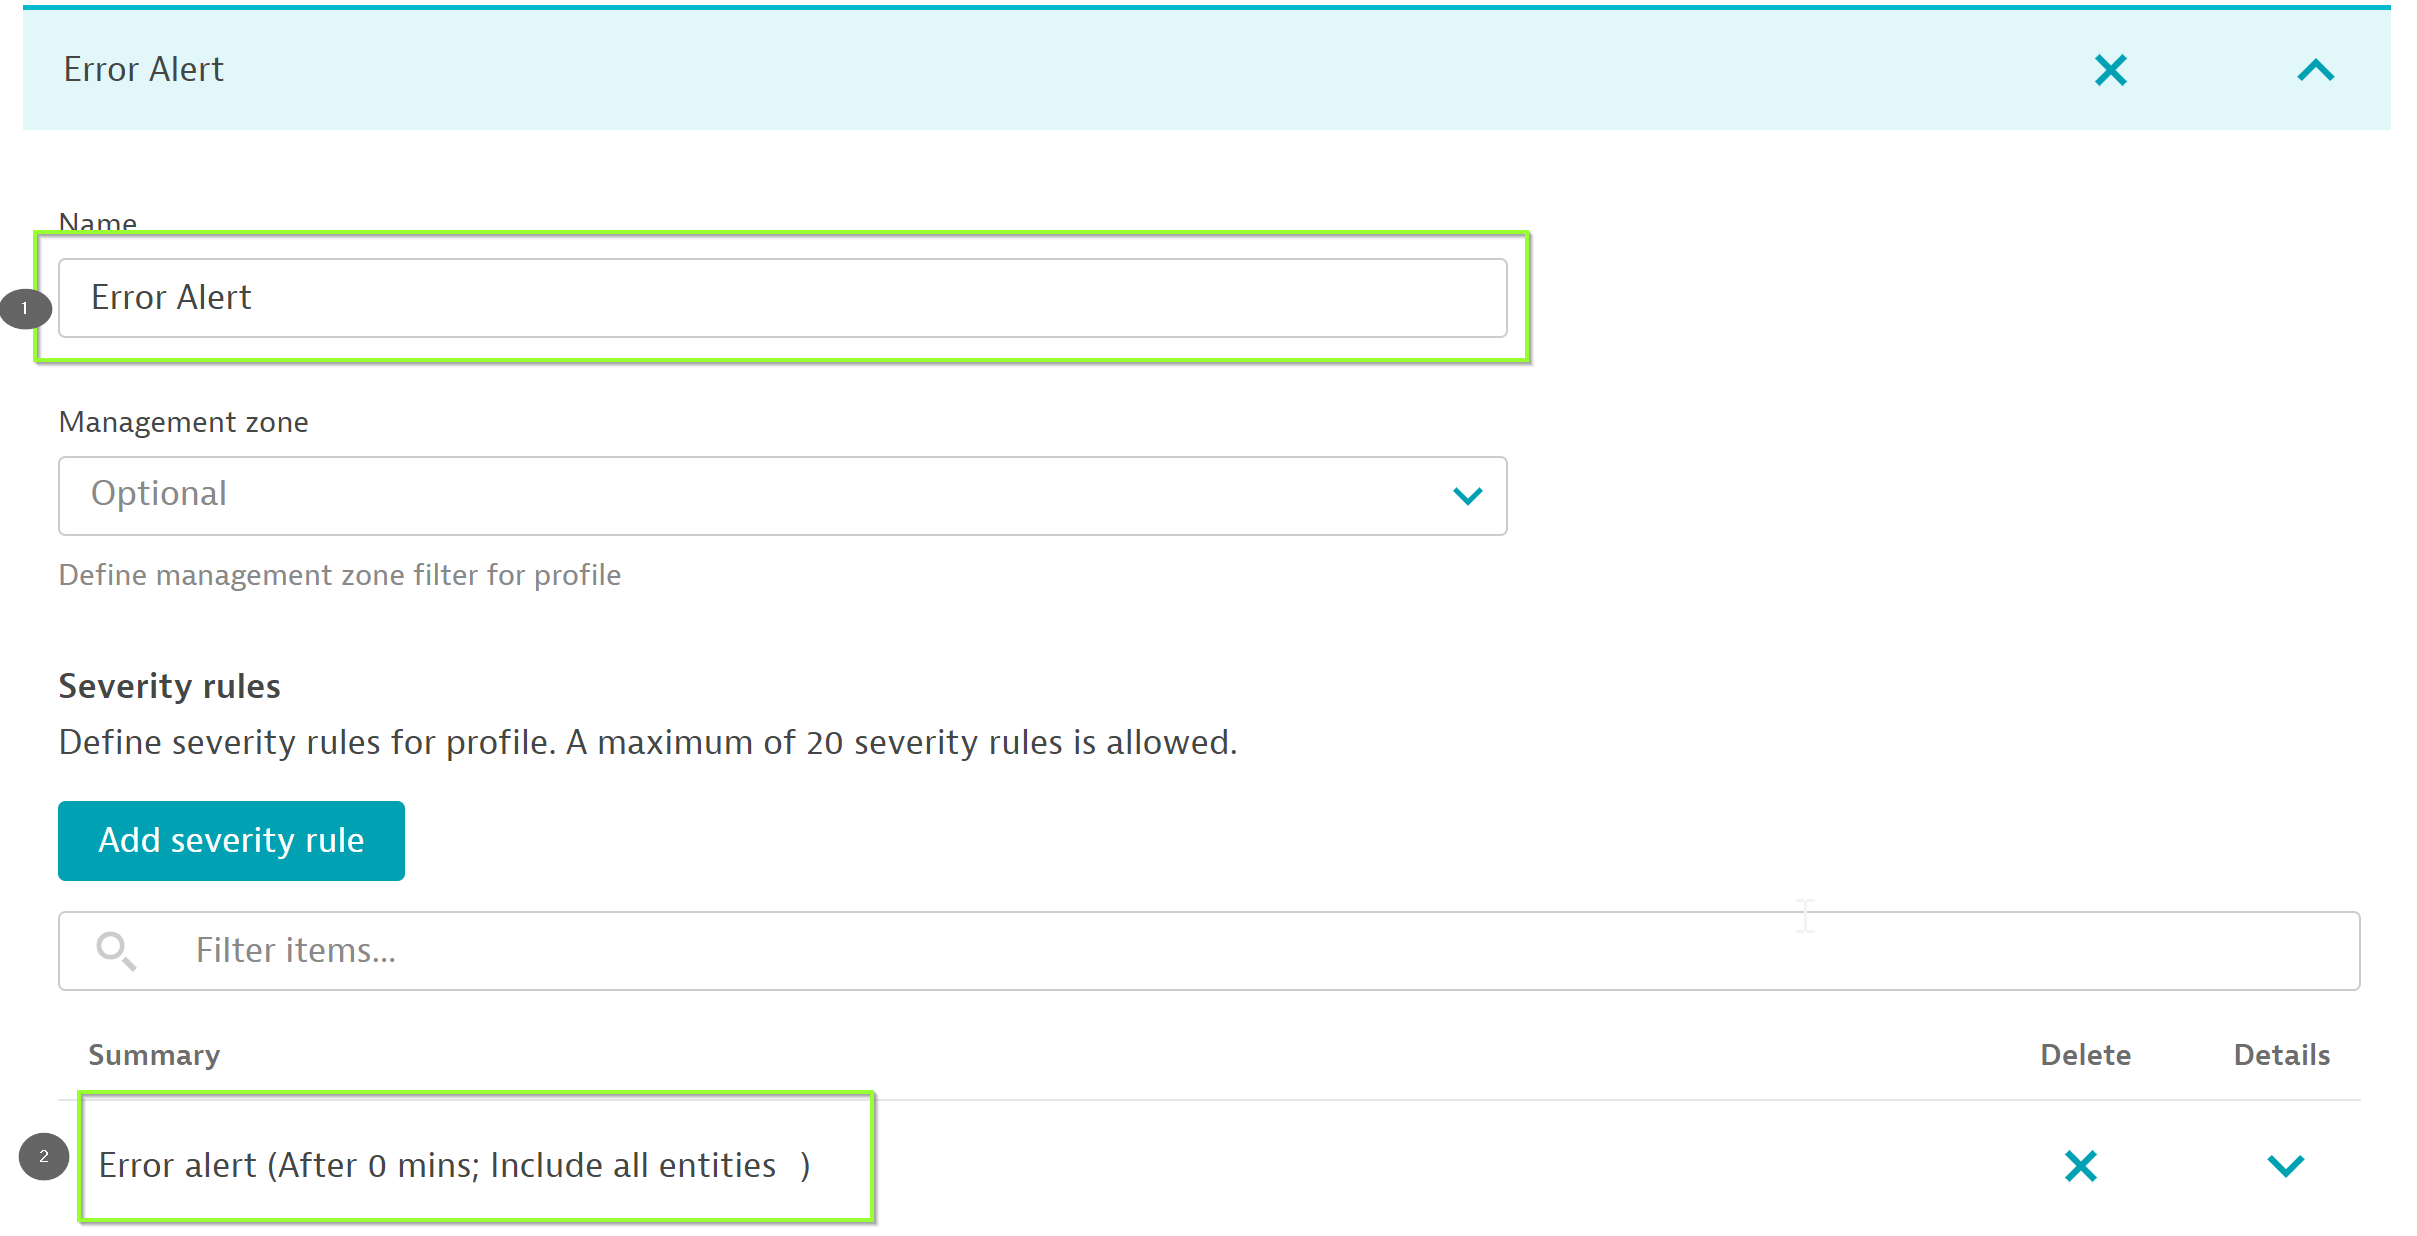 Error Alert
Name
1
Error Alert
Management zone
Optional
Define management zone filter for profile
Severity rules
Define severity rules for profile. A maximum of 20 severity rules is allowed.
Add severity rule
Filter items...
Summary Delete Details
2 Error alert (After 0 mins; Include all entities )